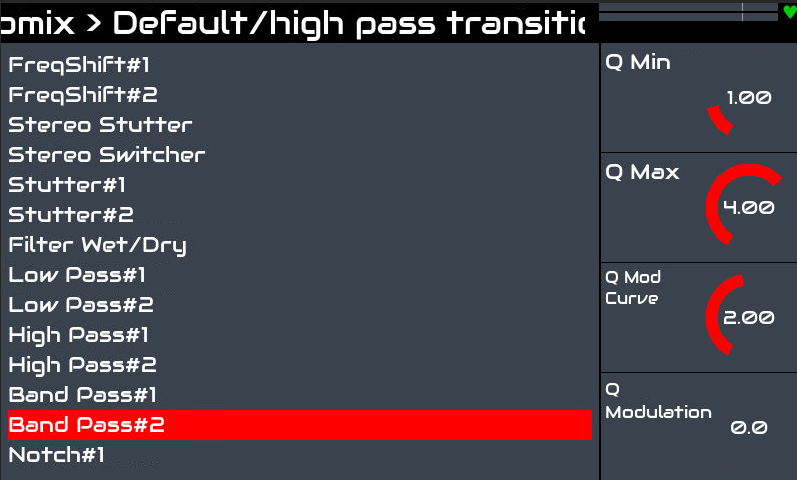 omix > Default/high pass transitio
FreqShift#1
FreqShift#2
Stereo Stutter
Stereo Switcher
Stutter#1
Stutter#2
Filter Wet/Dry
Low Pass#1
Low Pass#2
High Pass#1
High Pass#2
Band Pass#1
Band Pass#2
Notch#1
Q Min
1.00
Q Max
4.00
Q Mod
Curve
2.00
Q
Modulation
0.0